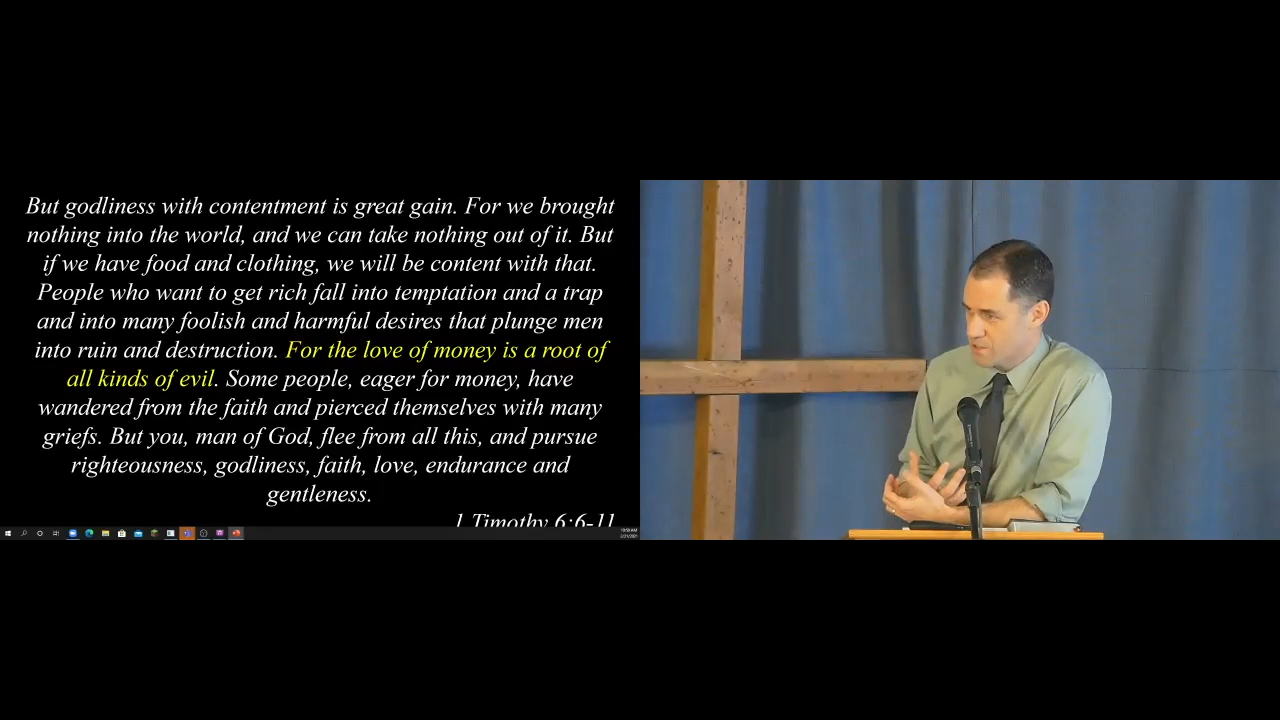 But godliness with contentment is great gain. For we brought
nothing into the world, and we can take nothing out of it. But
if we have food and clothing, we will be content with that.
People who want to get rich fall into temptation and a trap
and into many foolish and harmful desires that plunge men
into ruin and destruction. For the love of money is a root of
all kinds of evil. Some people, eager for money, have
wandered from the faith and pierced themselves with many
griefs. But you, man of God, flee from all this, and pursue
righteousness, godliness, faith, love, endurance and
gentleness.
1 Timothy 6:6-11